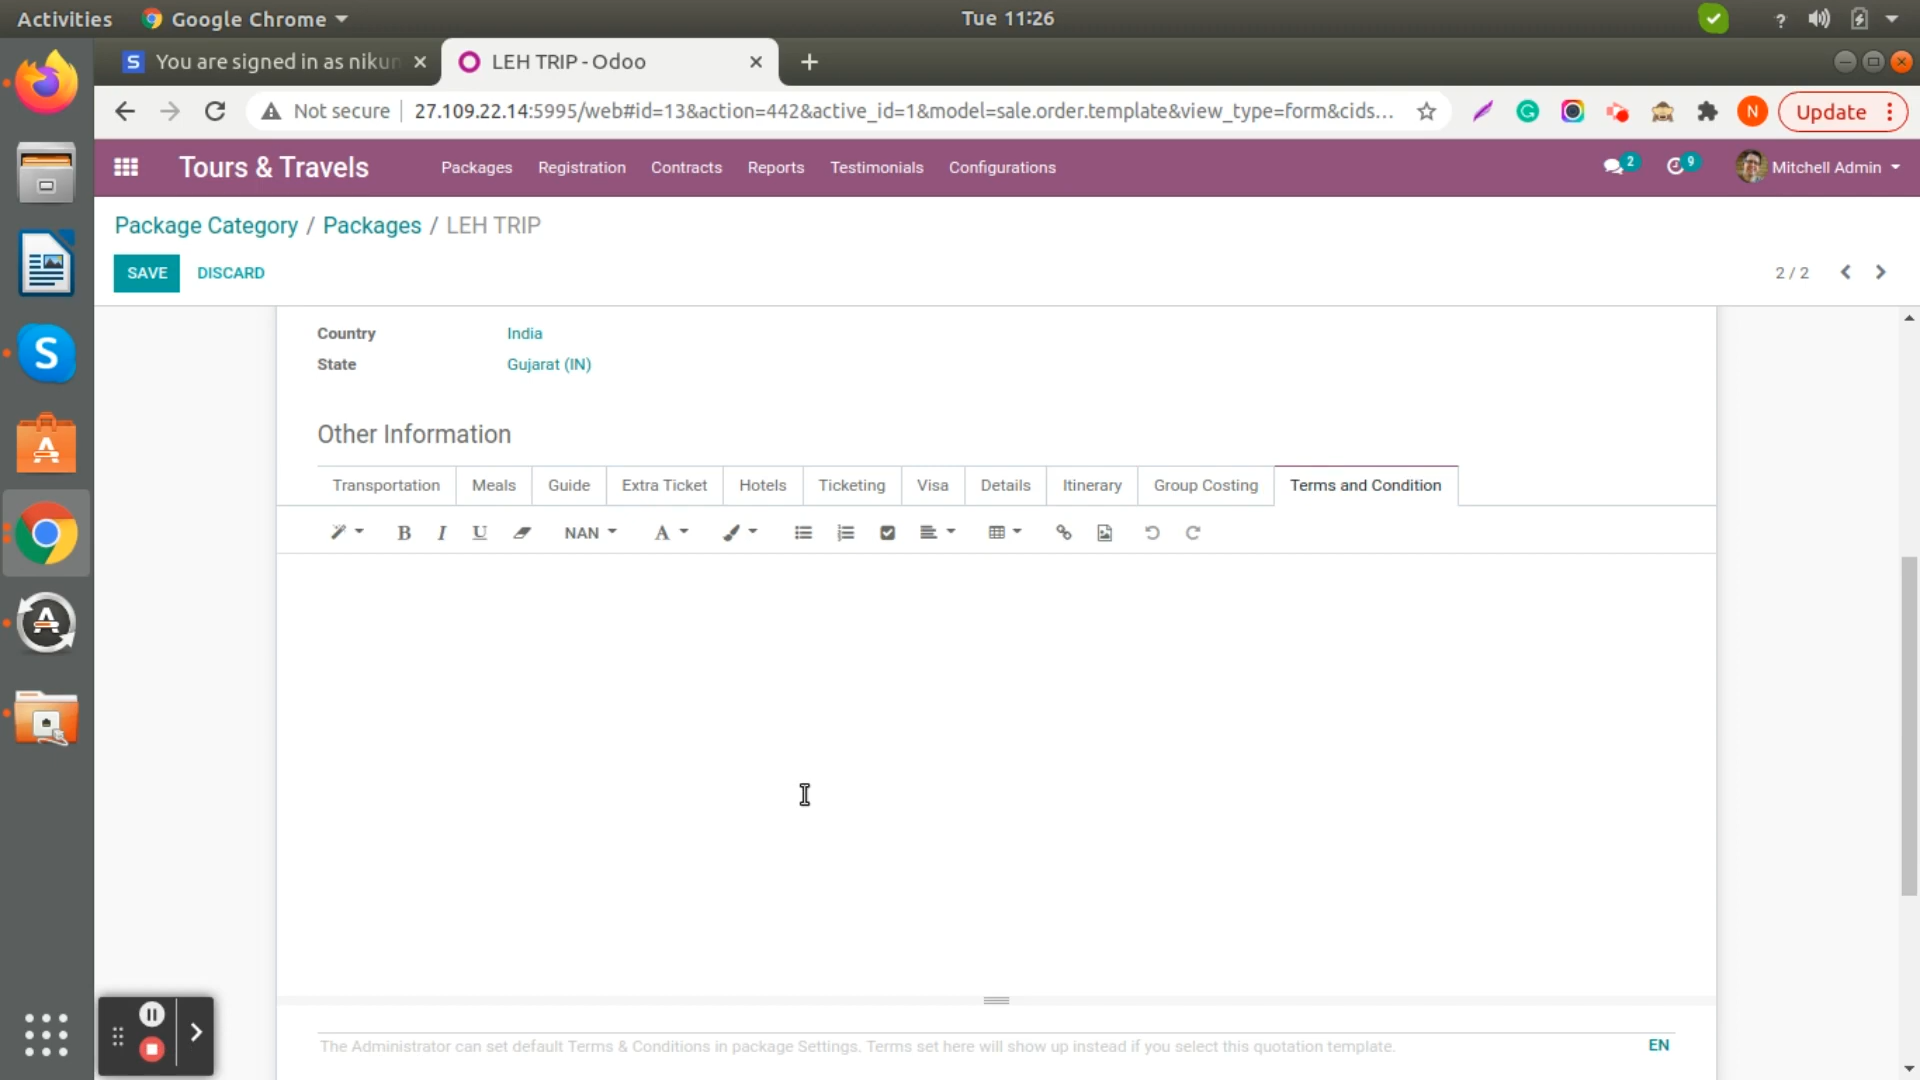 Activities Google Chrome Tue 11:26 ?
You are signed in as nikun LEH TRIP - Odoo
Not secure 27.109.22.14:5995/web#id=13&action=442&active_id=1&model=sale.order.template&view_type=form&cids... N Update
Tours & Travels Packages Registration Contracts Reports Testimonials Configurations 2 9 Mitchell Admin
Package Category / Packages / LEH TRIP
SAVE DISCARD 2 / 2
Country India
State Gujarat (IN)
Other Information
Transportation Meals Guide Extra Ticket Hotels Ticketing Visa Details Itinerary Group Costing Terms and Condition
B I U NAN A
The Administrator can set default Terms & Conditions in package Settings. Terms set here will show up instead if you select this quotation template. EN